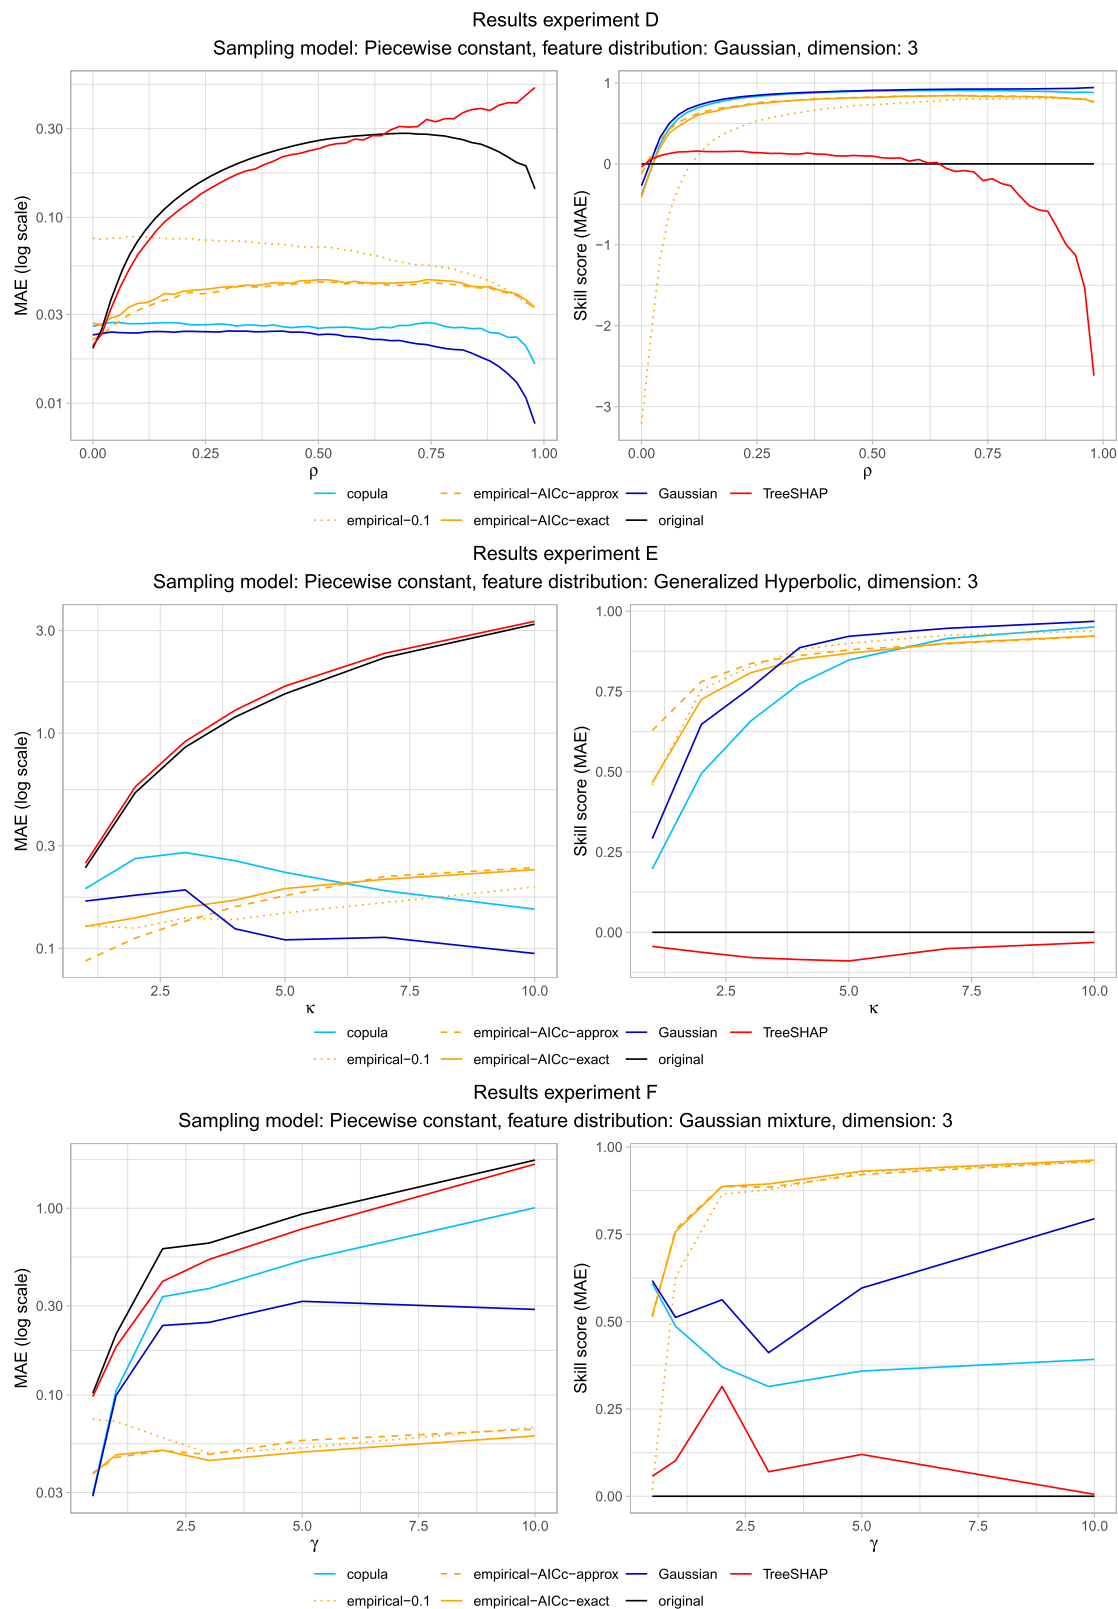 Results experiment D
Sampling model: Piecewise constant, feature distribution: Gaussian, dimension: 3
MAE (log scale)
0.30
0.10
0.03
0.01
0.00 0.25 0.50 0.75 1.00
ρ
Skill score (MAE)
1
0
−1
−2
−3
0.00 0.25 0.50 0.75 1.00
ρ
copula empirical−AICc−approx Gaussian TreeSHAP
empirical−0.1 empirical−AICc−exact original
Results experiment E
Sampling model: Piecewise constant, feature distribution: Generalized Hyperbolic, dimension: 3
MAE (log scale)
3.0
1.0
0.3
0.1
2.5 5.0 7.5 10.0
κ
Skill score (MAE)
1.00
0.75
0.50
0.25
0.00
2.5 5.0 7.5 10.0
κ
copula empirical−AICc−approx Gaussian TreeSHAP
empirical−0.1 empirical−AICc−exact original
Results experiment F
Sampling model: Piecewise constant, feature distribution: Gaussian mixture, dimension: 3
MAE (log scale)
1.00
0.30
0.10
0.03
2.5 5.0 7.5 10.0
γ
Skill score (MAE)
1.00
0.75
0.50
0.25
0.00
2.5 5.0 7.5 10.0
γ
copula empirical−AICc−approx Gaussian TreeSHAP
empirical−0.1 empirical−AICc−exact original